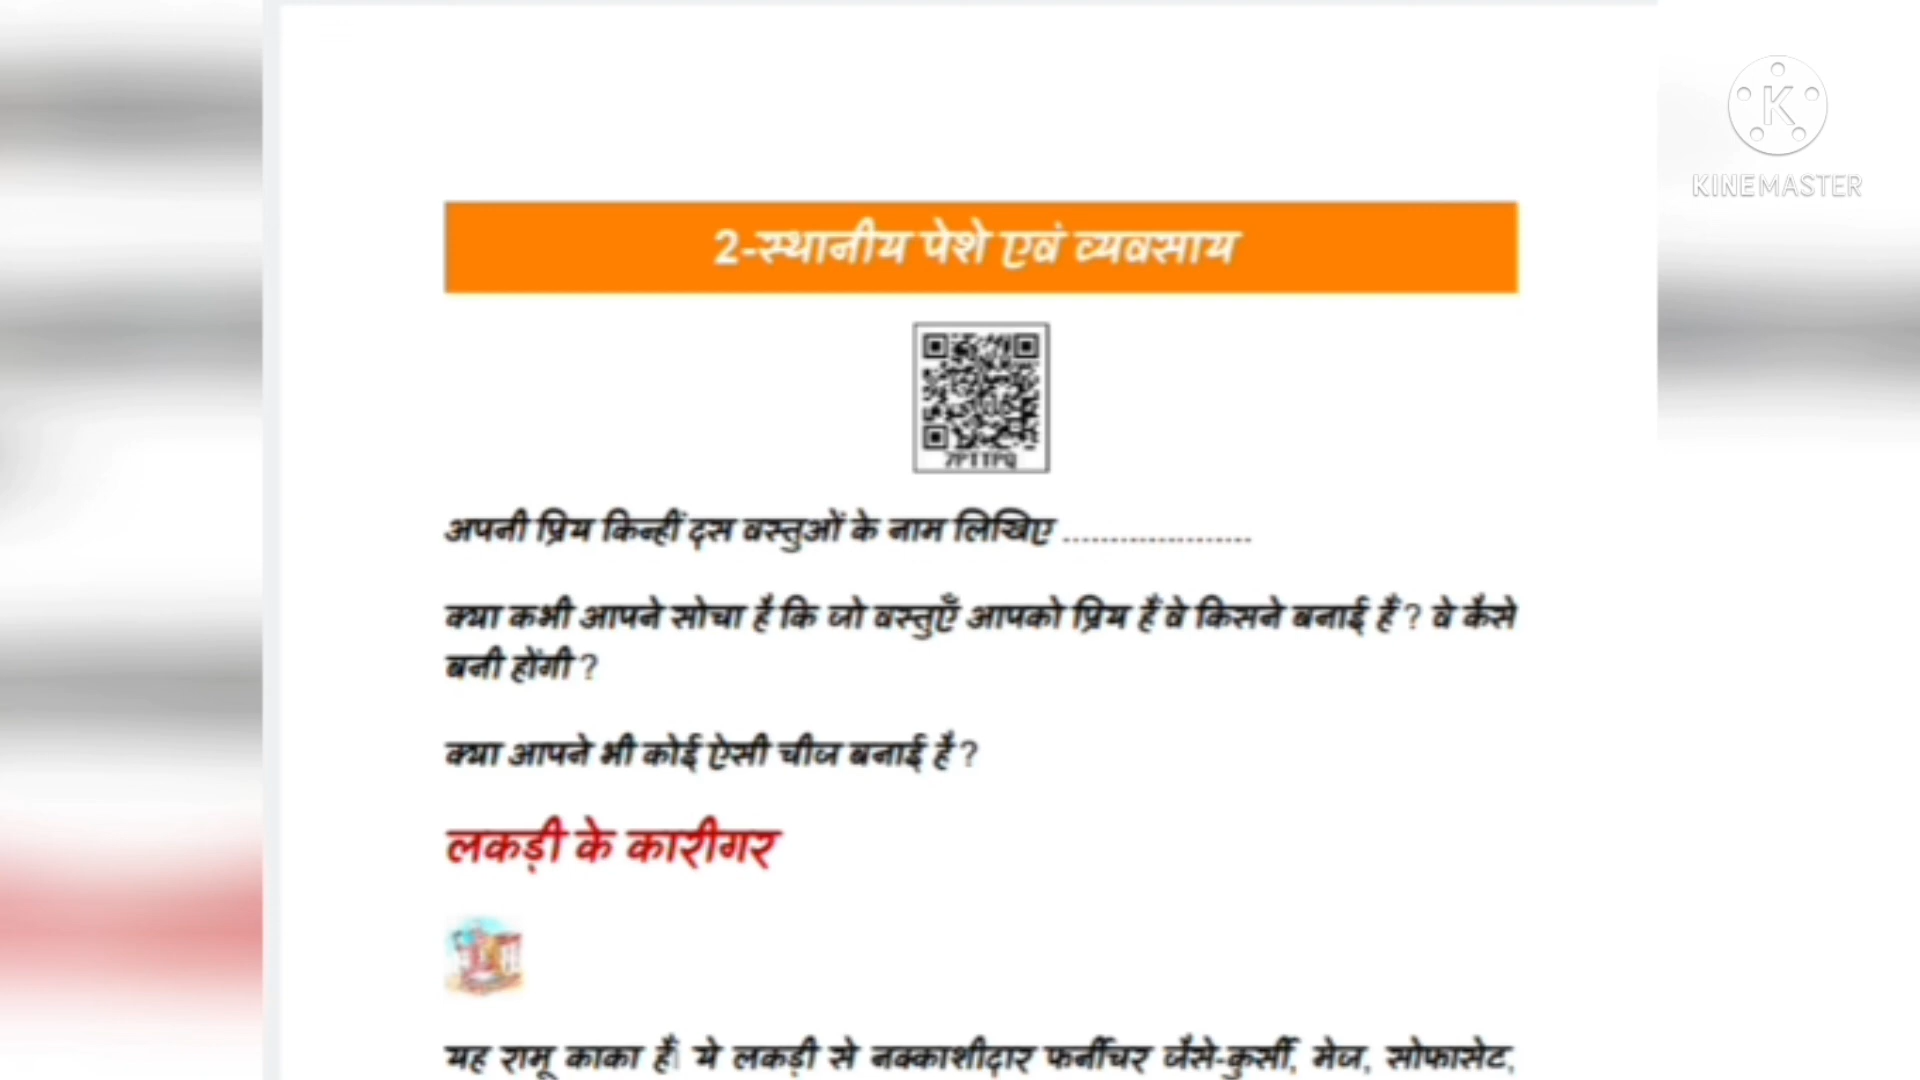 KINEMASTER
2-स्थानीय पेशे एवं व्यवसाय
अपनी प्रिय किन्हीं दस वस्तुओं के नाम लिखिए ....................
क्या कभी आपने सोचा है कि जो वस्तुएँ आपको प्रिय हैं वे किसने बनाई हैं ? वे कैसे
बनी होंगी ?
क्या आपने भी कोई ऐसी चीज बनाई है ?
लकड़ी के कारीगर
यह रामू काका हैं। ये लकड़ी से नक्काशीदार फर्नीचर जैसे-कुर्सी, मेज, सोफासेट,